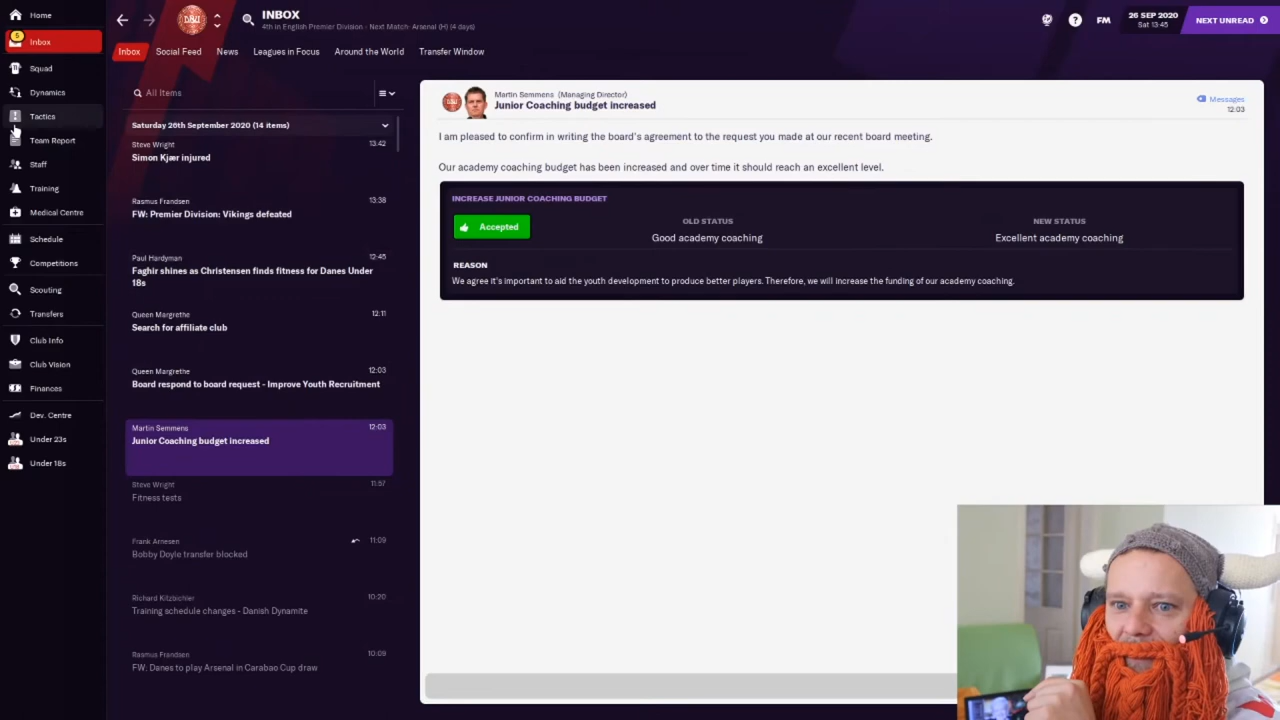 Home
5
Inbox
Squad
Dynamics
Tactics
Team Report
Staff
Training
Medical Centre
Schedule
Competitions
Scouting
Transfers
Club Info
Club Vision
Finances
Dev. Centre
Under 23s
Under 18s
DBU
INBOX
4th in English Premier Division - Next Match: Arsenal (H) (4 days)
FM
26 SEP 2020
Sat 13:45
NEXT UNREAD
Inbox Social Feed News Leagues in Focus Around the World Transfer Window
All Items
Saturday 26th September 2020 (14 items)
Steve Wright 13:42
Simon Kjær injured
Rasmus Frandsen 13:38
FW: Premier Division: Vikings defeated
Paul Hardyman 12:45
Faghir shines as Christensen finds fitness for Danes Under
18s
Queen Margrethe 12:11
Search for affiliate club
Queen Margrethe 12:03
Board respond to board request - Improve Youth Recruitment
Martin Semmens 12:03
Junior Coaching budget increased
Steve Wright 11:57
Fitness tests
Frank Arnesen 11:09
Bobby Doyle transfer blocked
Richard Kitzbichler 10:20
Training schedule changes - Danish Dynamite
Rasmus Frandsen 10:09
FW: Danes to play Arsenal in Carabao Cup draw
Martin Semmens (Managing Director)
Junior Coaching budget increased
Messages
12:03
I am pleased to confirm in writing the board's agreement to the request you made at our recent board meeting.
Our academy coaching budget has been increased and over time it should reach an excellent level.
INCREASE JUNIOR COACHING BUDGET
Accepted
OLD STATUS
Good academy coaching
NEW STATUS
Excellent academy coaching
REASON
We agree it's important to aid the youth development to produce better players. Therefore, we will increase the funding of our academy coaching.